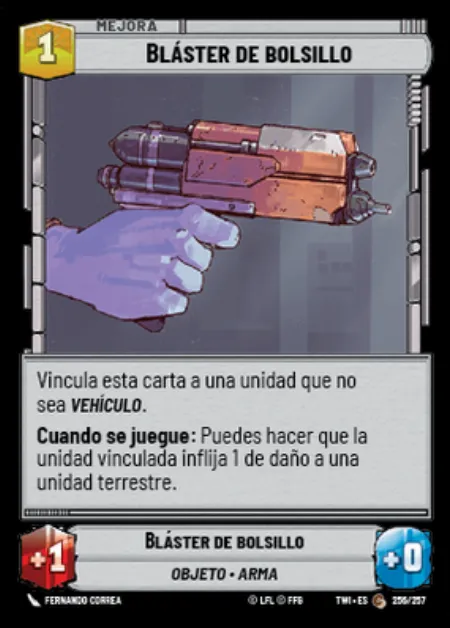 MEJORA
1
BLÁSTER DE BOLSILLO
Vincula esta carta a una unidad que no
sea VEHÍCULO.
Cuando se juegue: Puedes hacer que la
unidad vinculada inflija 1 de daño a una
unidad terrestre.
+1
BLÁSTER DE BOLSILLO
+0
OBJETO • ARMA
FERNANDO CORREA
© LFL © FFG
TWI • ES
C
256/257